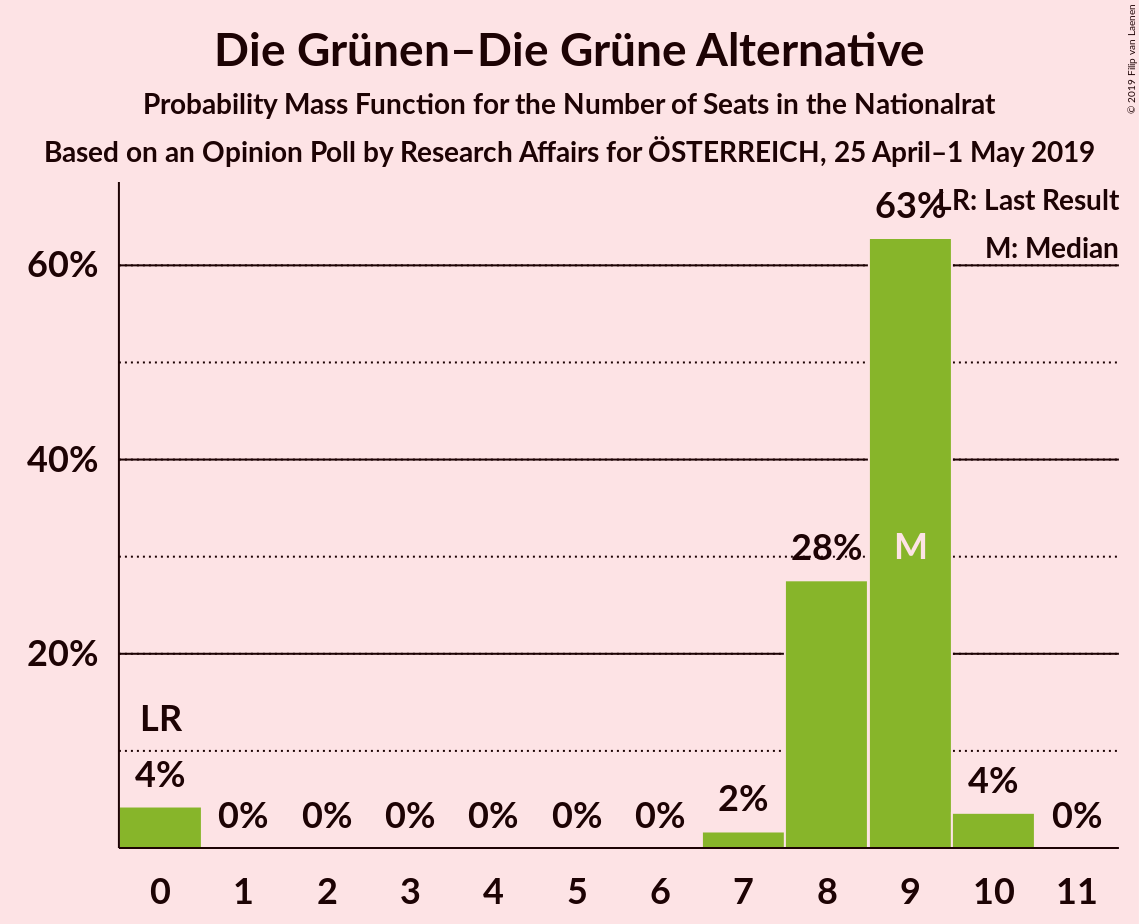 Die Grünen–Die Grüne Alternative
Probability Mass Function for the Number of Seats in the Nationalrat
Based on an Opinion Poll by Research Affairs for ÖSTERREICH, 25 April–1 May 2019
© 2019 Filip van Laenen
LR: Last Result
M: Median
60%
40%
20%
LR
4%
0%
0%
0%
0%
0%
0%
2%
28%
63%
M
4%
0%
0 1 2 3 4 5 6 7 8 9 10 11